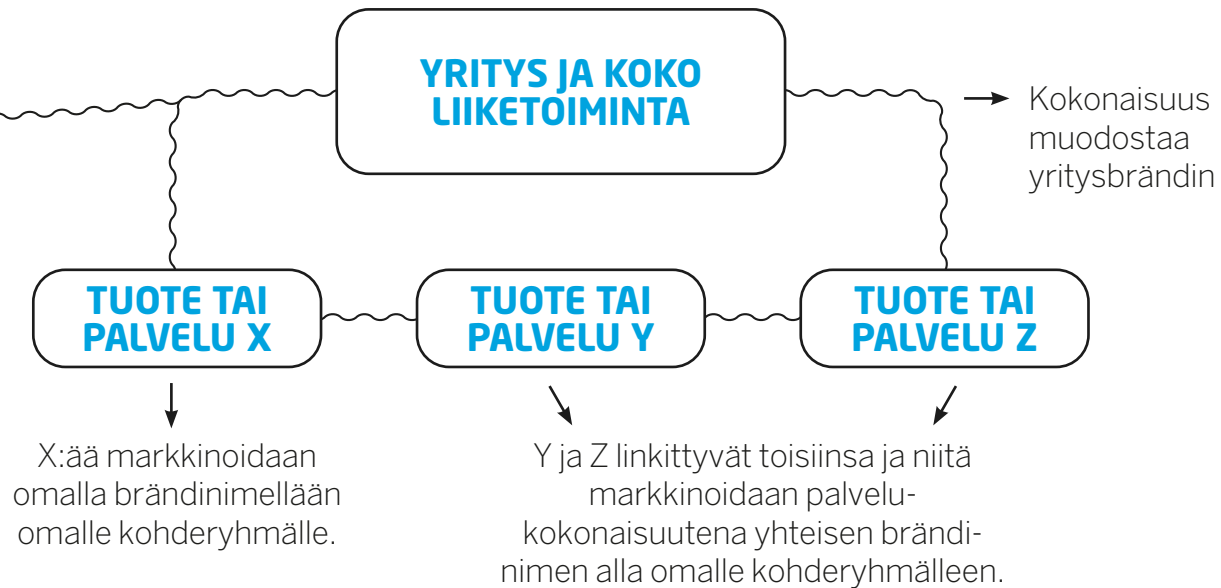 YRITYS JA KOKO
LIIKETOIMINTA
Kokonaisuus
muodostaa
yritysbrändin
TUOTE TAI
PALVELU X
TUOTE TAI
PALVELU Y
TUOTE TAI
PALVELU Z
X:ää markkinoidaan
omalla brändinimellään
omalle kohderyhmälle.
Y ja Z linkittyvät toisiinsa ja niitä
markkinoidaan palvelu-
kokonaisuutena yhteisen brändi-
nimen alla omalle kohderyhmälleen.